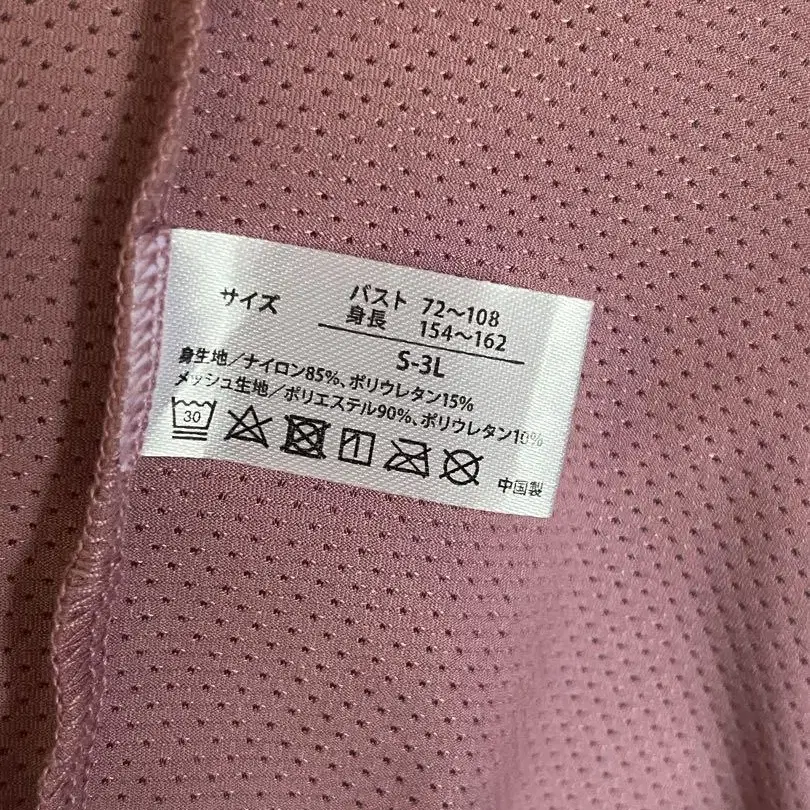 サイズ
バスト 72～108
身長 154～162
S-3L
身生地/ナイロン85%、ポリウレタン15%
メッシュ生地/ポリエステル90%、ポリウレタン10%
30
中国製